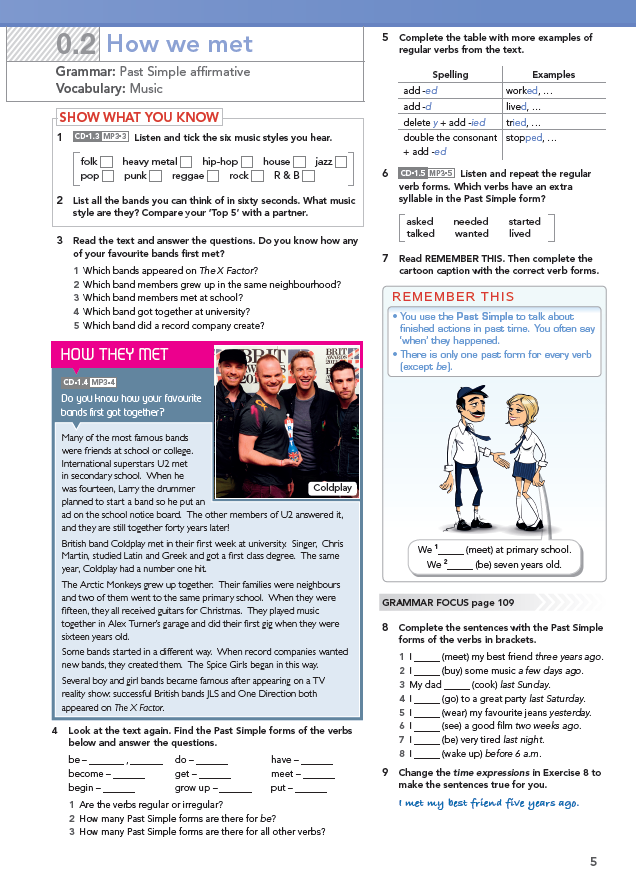 0.2 How we met
Grammar: Past Simple affirmative
Vocabulary: Music
SHOW WHAT YOU KNOW
1 CD•1.3 MP3•3 Listen and tick the six music styles you hear.
folk heavy metal hip-hop house jazz
pop punk reggae rock R & B
2 List all the bands you can think of in sixty seconds. What music
style are they? Compare your 'Top 5' with a partner.
3 Read the text and answer the questions. Do you know how any
of your favourite bands first met?
1 Which bands appeared on The X Factor?
2 Which band members grew up in the same neighbourhood?
3 Which band members met at school?
4 Which band got together at university?
5 Which band did a record company create?
HOW THEY MET
CD•1.4 MP3•4
Do you know how your favourite
bands first got together?
BRIT
AWARDS
BRIT
AWARDS
Coldplay
Many of the most famous bands
were friends at school or college.
International superstars U2 met
in secondary school. When he
was fourteen, Larry the drummer
planned to start a band so he put an
ad on the school notice board. The other members of U2 answered it,
and they are still together forty years later!
British band Coldplay met in their first week at university. Singer, Chris
Martin, studied Latin and Greek and got a first class degree. The same
year, Coldplay had a number one hit.
The Arctic Monkeys grew up together. Their families were neighbours
and two of them went to the same primary school. When they were
fifteen, they all received guitars for Christmas. They played music
together in Alex Turner's garage and did their first gig when they were
sixteen years old.
Some bands started in a different way. When record companies wanted
new bands, they created them. The Spice Girls began in this way.
Several boy and girl bands became famous after appearing on a TV
reality show: successful British bands JLS and One Direction both
appeared on The X Factor.
4 Look at the text again. Find the Past Simple forms of the verbs
below and answer the questions.
be – ______ , ______ do – ______ have – ______
become – ______ get – ______ meet – ______
begin – ______ grow up – ______ put – ______
1 Are the verbs regular or irregular?
2 How many Past Simple forms are there for be?
3 How many Past Simple forms are there for all other verbs?
5 Complete the table with more examples of
regular verbs from the text.
Spelling Examples
add -ed worked, …
add -d lived, …
delete y + add -ied tried, …
double the consonant stopped, …
+ add -ed
6 CD•1.5 MP3•5 Listen and repeat the regular
verb forms. Which verbs have an extra
syllable in the Past Simple form?
asked needed started
talked wanted lived
7 Read REMEMBER THIS. Then complete the
cartoon caption with the correct verb forms.
REMEMBER THIS
• You use the Past Simple to talk about
finished actions in past time. You often say
'when' they happened.
• There is only one past form for every verb
(except be).
We 1_____ (meet) at primary school.
We 2_____ (be) seven years old.
GRAMMAR FOCUS page 109
8 Complete the sentences with the Past Simple
forms of the verbs in brackets.
1 I _____ (meet) my best friend three years ago.
2 I _____ (buy) some music a few days ago.
3 My dad _____ (cook) last Sunday.
4 I _____ (go) to a great party last Saturday.
5 I _____ (wear) my favourite jeans yesterday.
6 I _____ (see) a good film two weeks ago.
7 I _____ (be) very tired last night.
8 I _____ (wake up) before 6 a.m.
9 Change the time expressions in Exercise 8 to
make the sentences true for you.
I met my best friend five years ago.
5